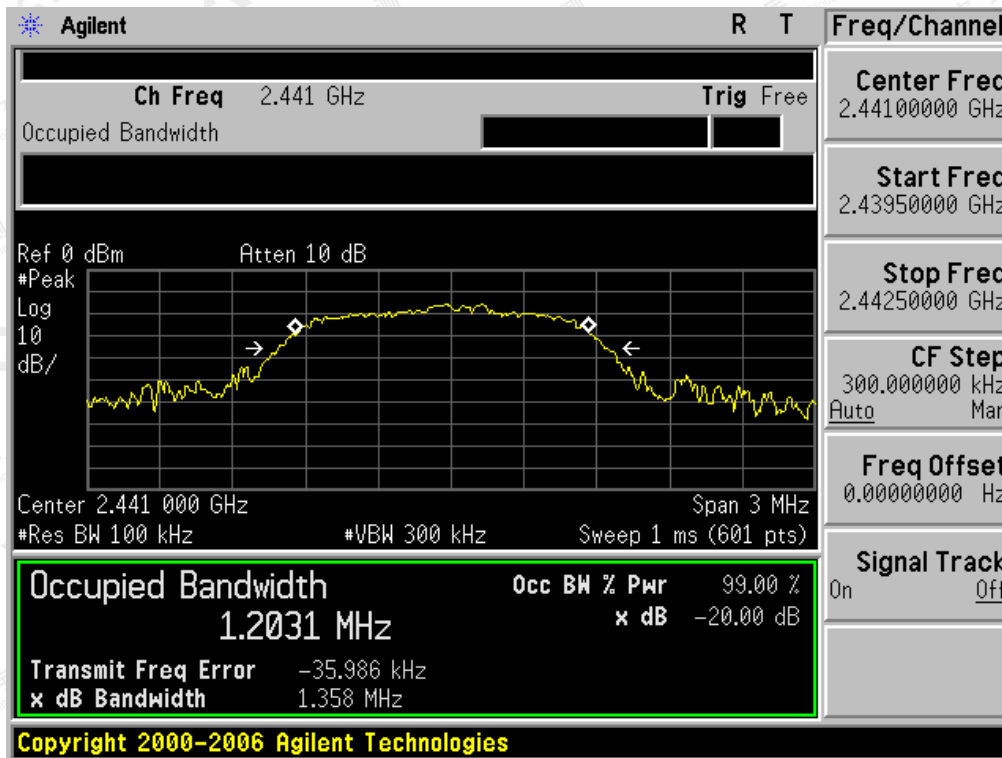 Agilent R T
Ch Freq 2.441 GHz Trig Free
Occupied Bandwidth
Ref 0 dBm Atten 10 dB
#Peak
Log
10
dB/
Center 2.441 000 GHz Span 3 MHz
#Res BW 100 kHz #VBW 300 kHz Sweep 1 ms (601 pts)
Occupied Bandwidth Occ BW % Pwr 99.00 %
1.2031 MHz x dB -20.00 dB
Transmit Freq Error -35.986 kHz
x dB Bandwidth 1.358 MHz
Copyright 2000-2006 Agilent Technologies
Freq/Channel
Center Freq
2.44100000 GHz
Start Freq
2.43950000 GHz
Stop Freq
2.44250000 GHz
CF Step
300.000000 kHz
Auto Man
Freq Offset
0.00000000 Hz
Signal Track
On Off